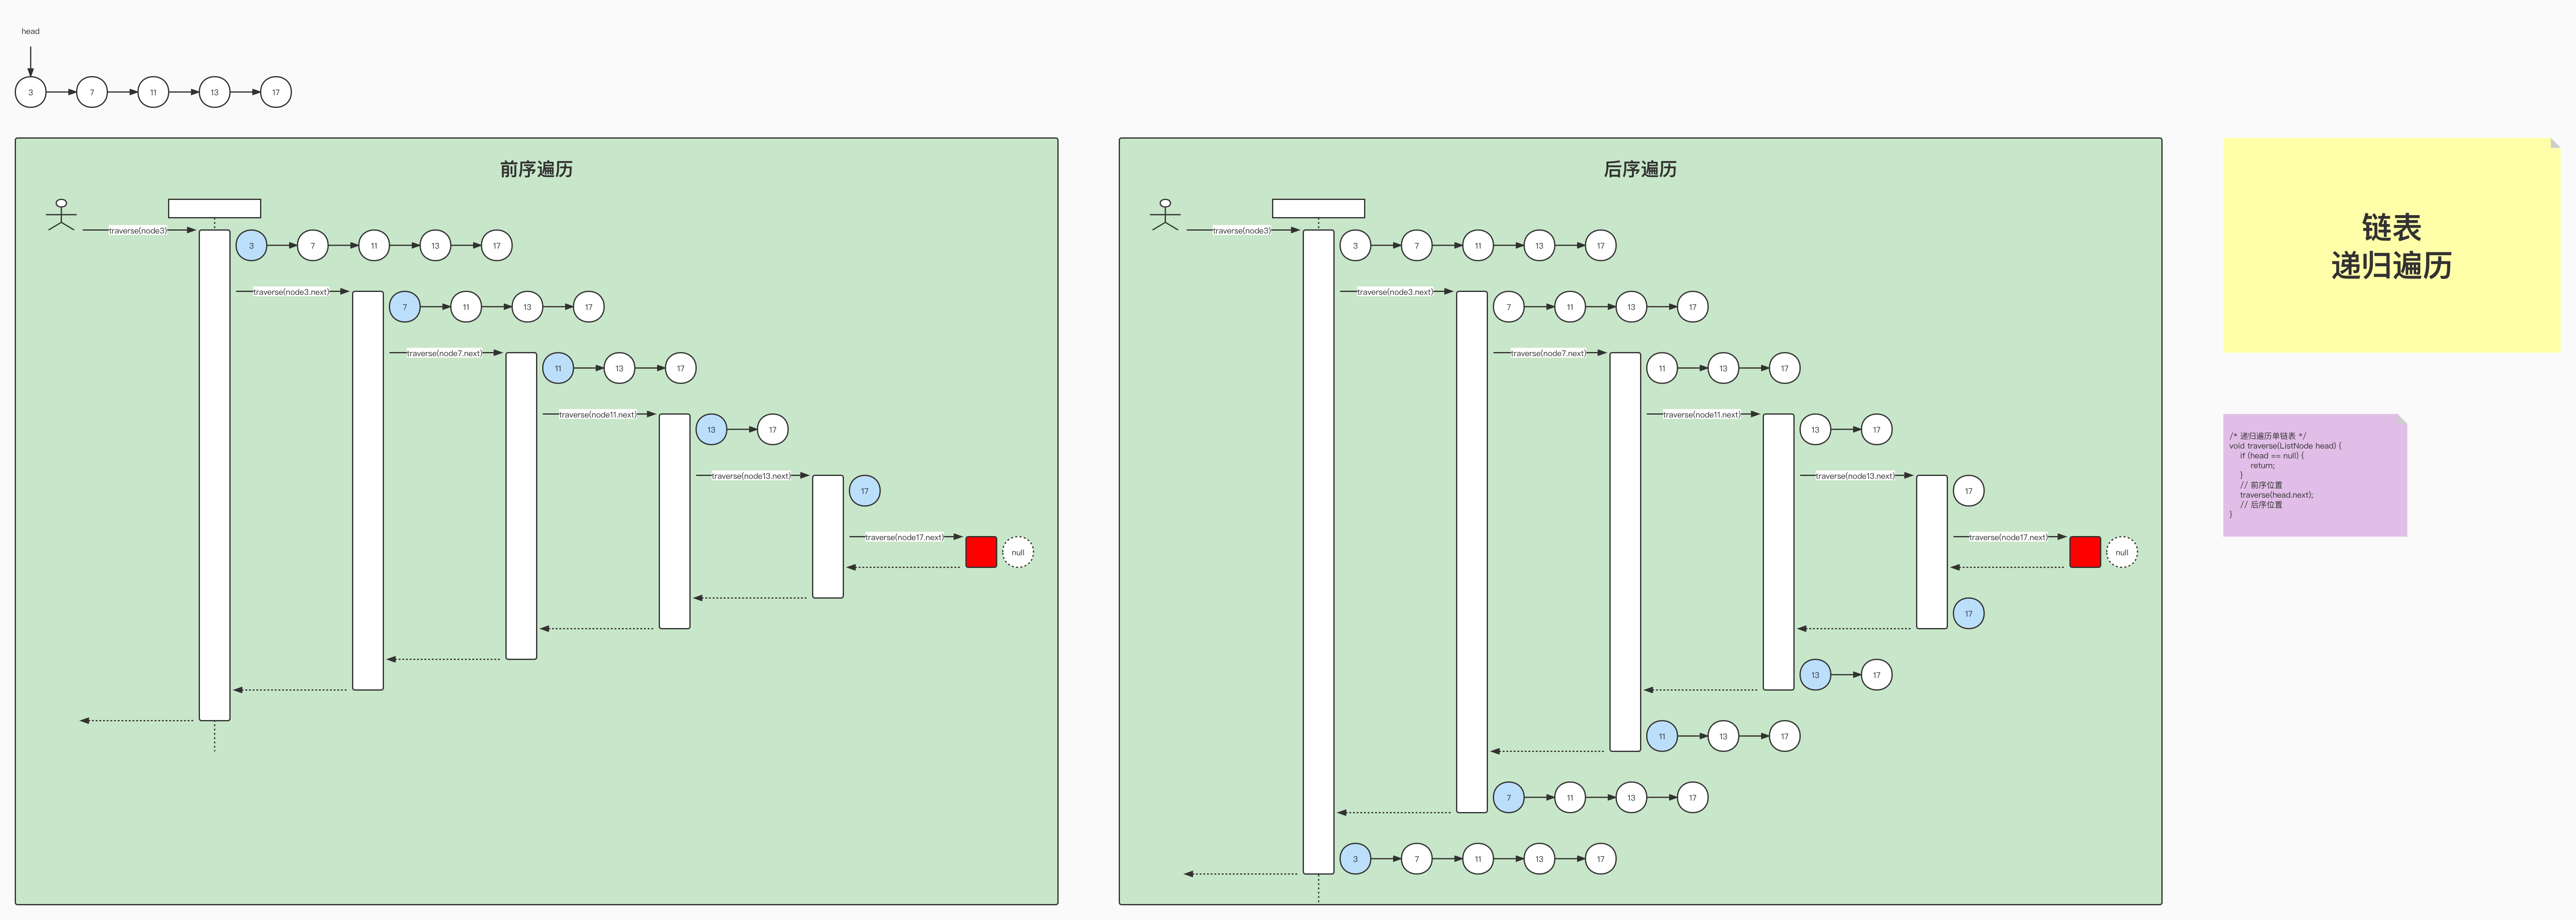 head
3
7
11
13
17
前序遍历
traverse(node3)
3
7
11
13
17
traverse(node3.next)
7
11
13
17
traverse(node7.next)
11
13
17
traverse(node11.next)
13
17
traverse(node13.next)
17
traverse(node17.next)
null
后序遍历
traverse(node3)
3
7
11
13
17
traverse(node3.next)
7
11
13
17
traverse(node7.next)
11
13
17
traverse(node11.next)
13
17
traverse(node13.next)
17
traverse(node17.next)
null
17
13
17
11
13
17
7
11
13
17
3
7
11
13
17
链表
递归遍历
/* 递归遍历单链表 */
void traverse(ListNode head) {
if (head == null) {
return;
}
// 前序位置
traverse(head.next);
// 后序位置
}